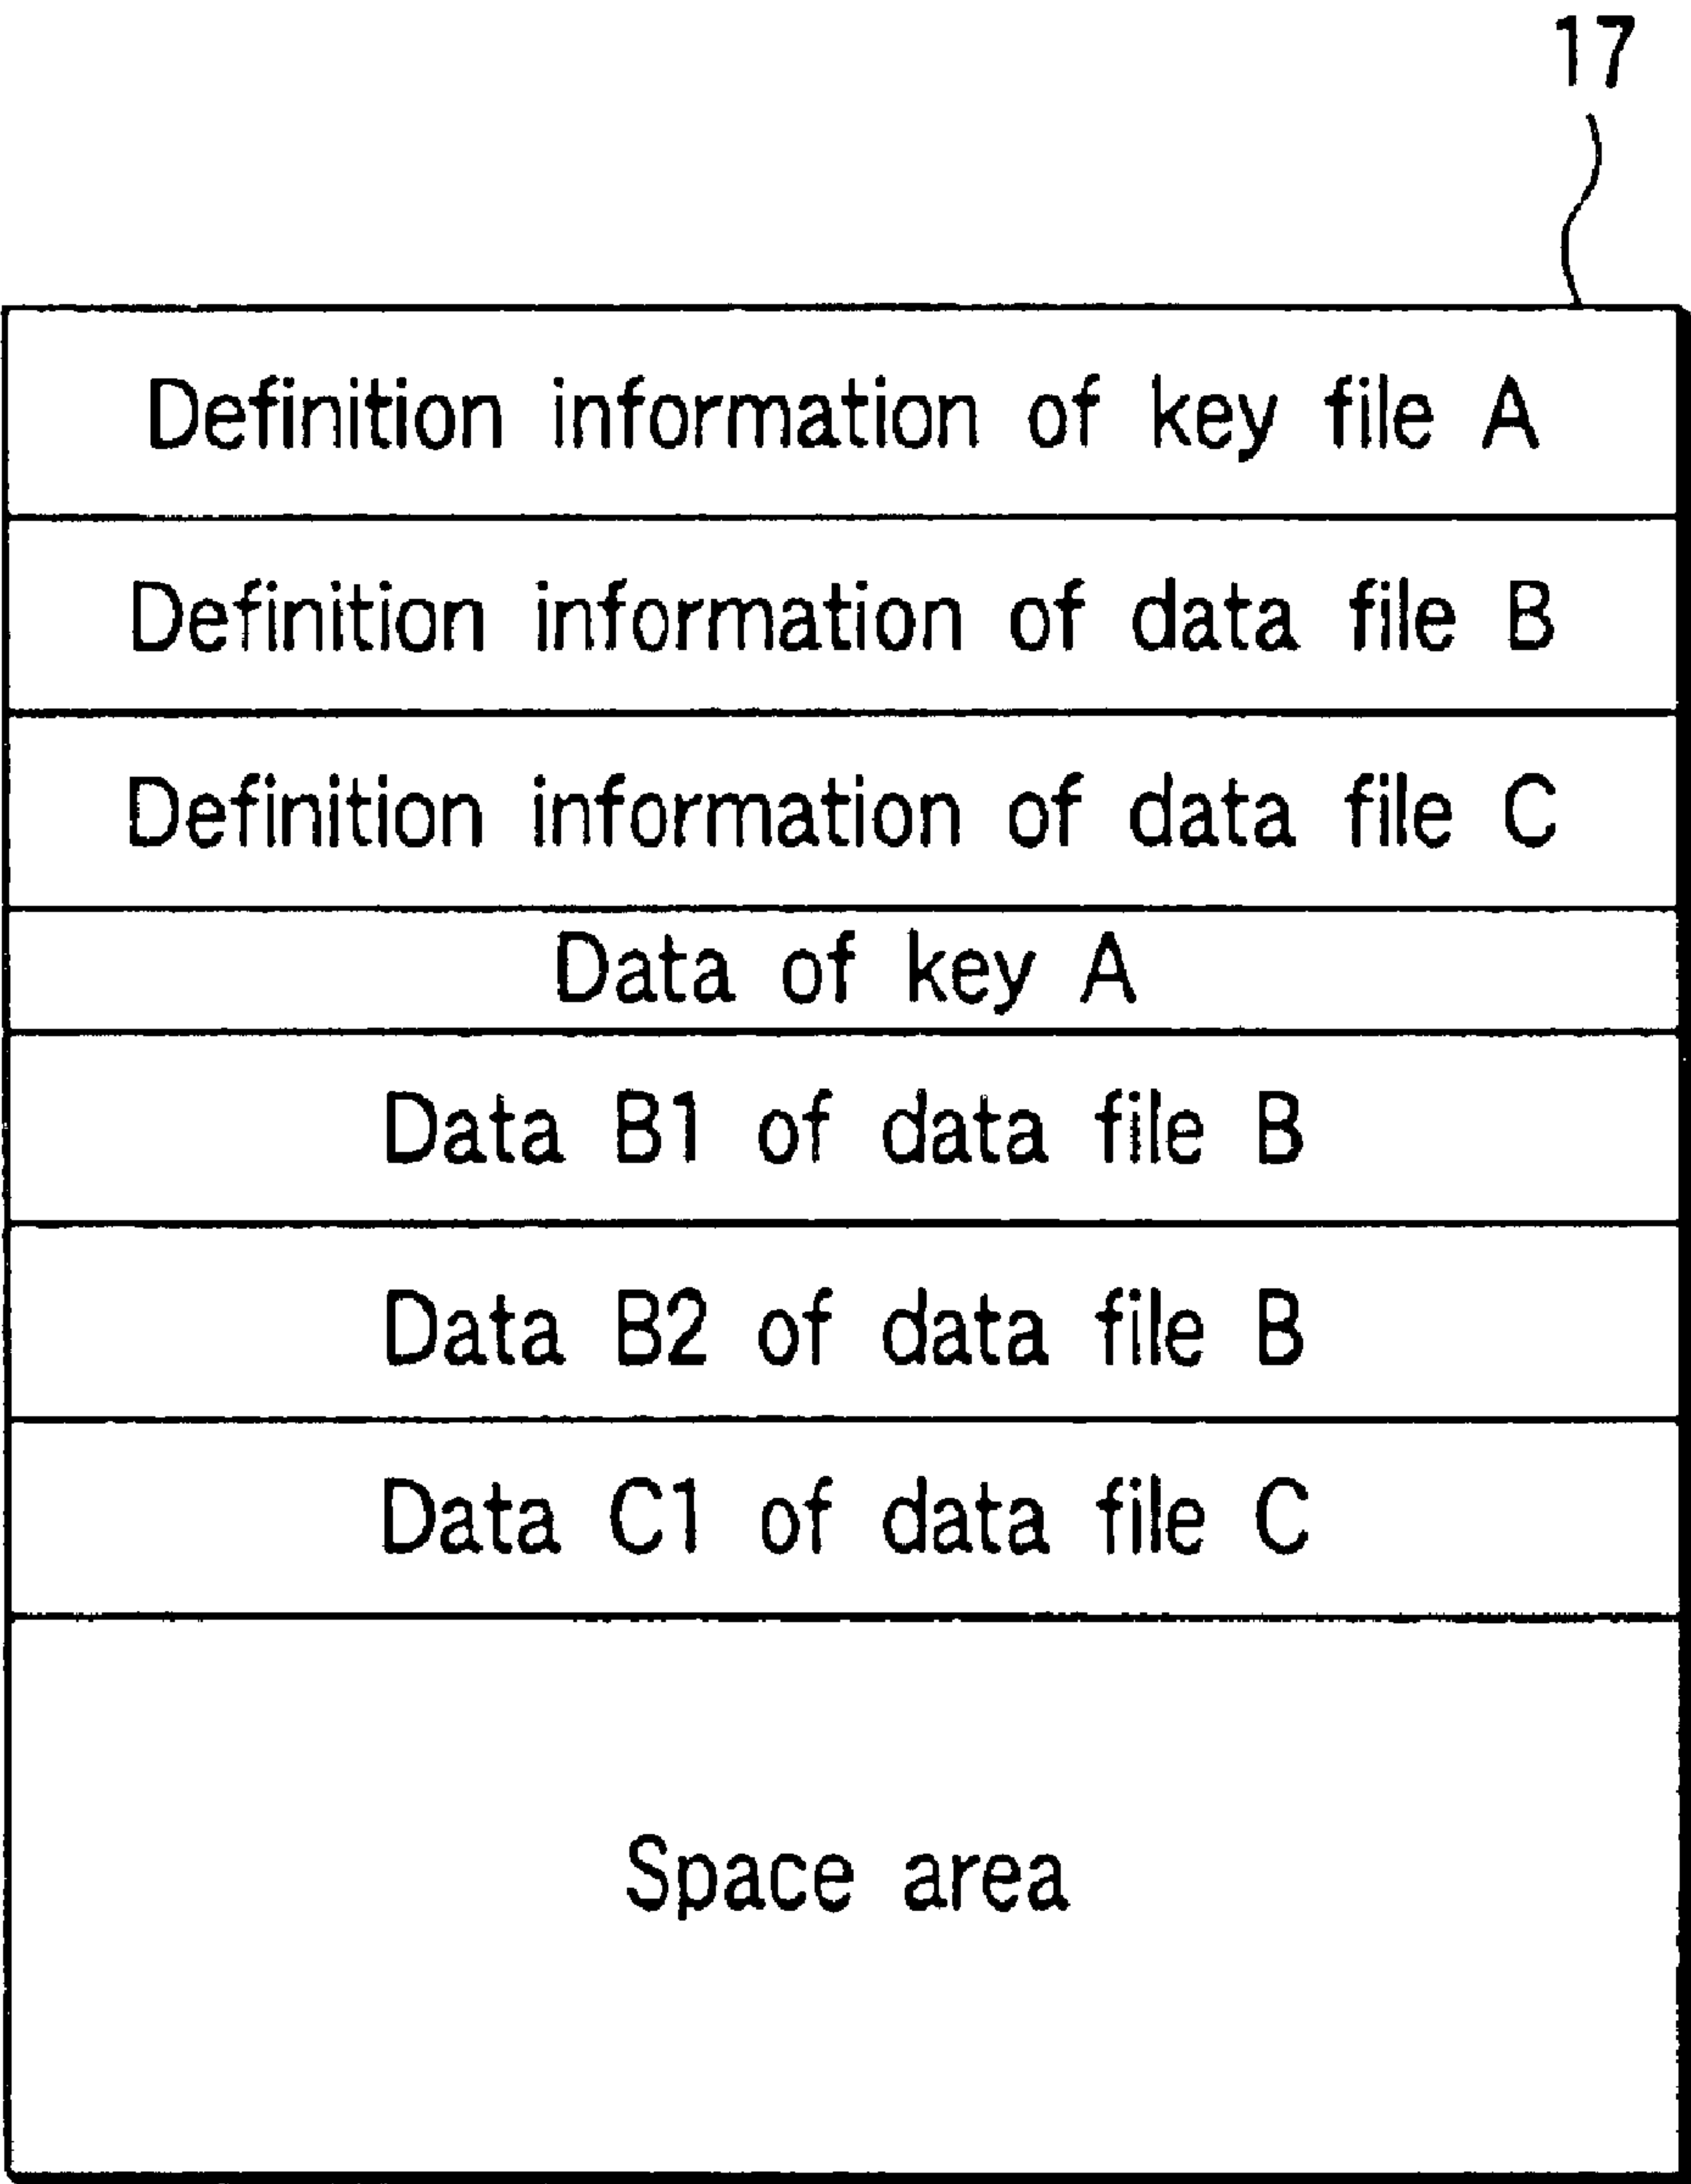 17
Definition information of key file A
Definition information of data file B
Definition information of data file C
Data of key A
Data B1 of data file B
Data B2 of data file B
Data C1 of data file C
Space area